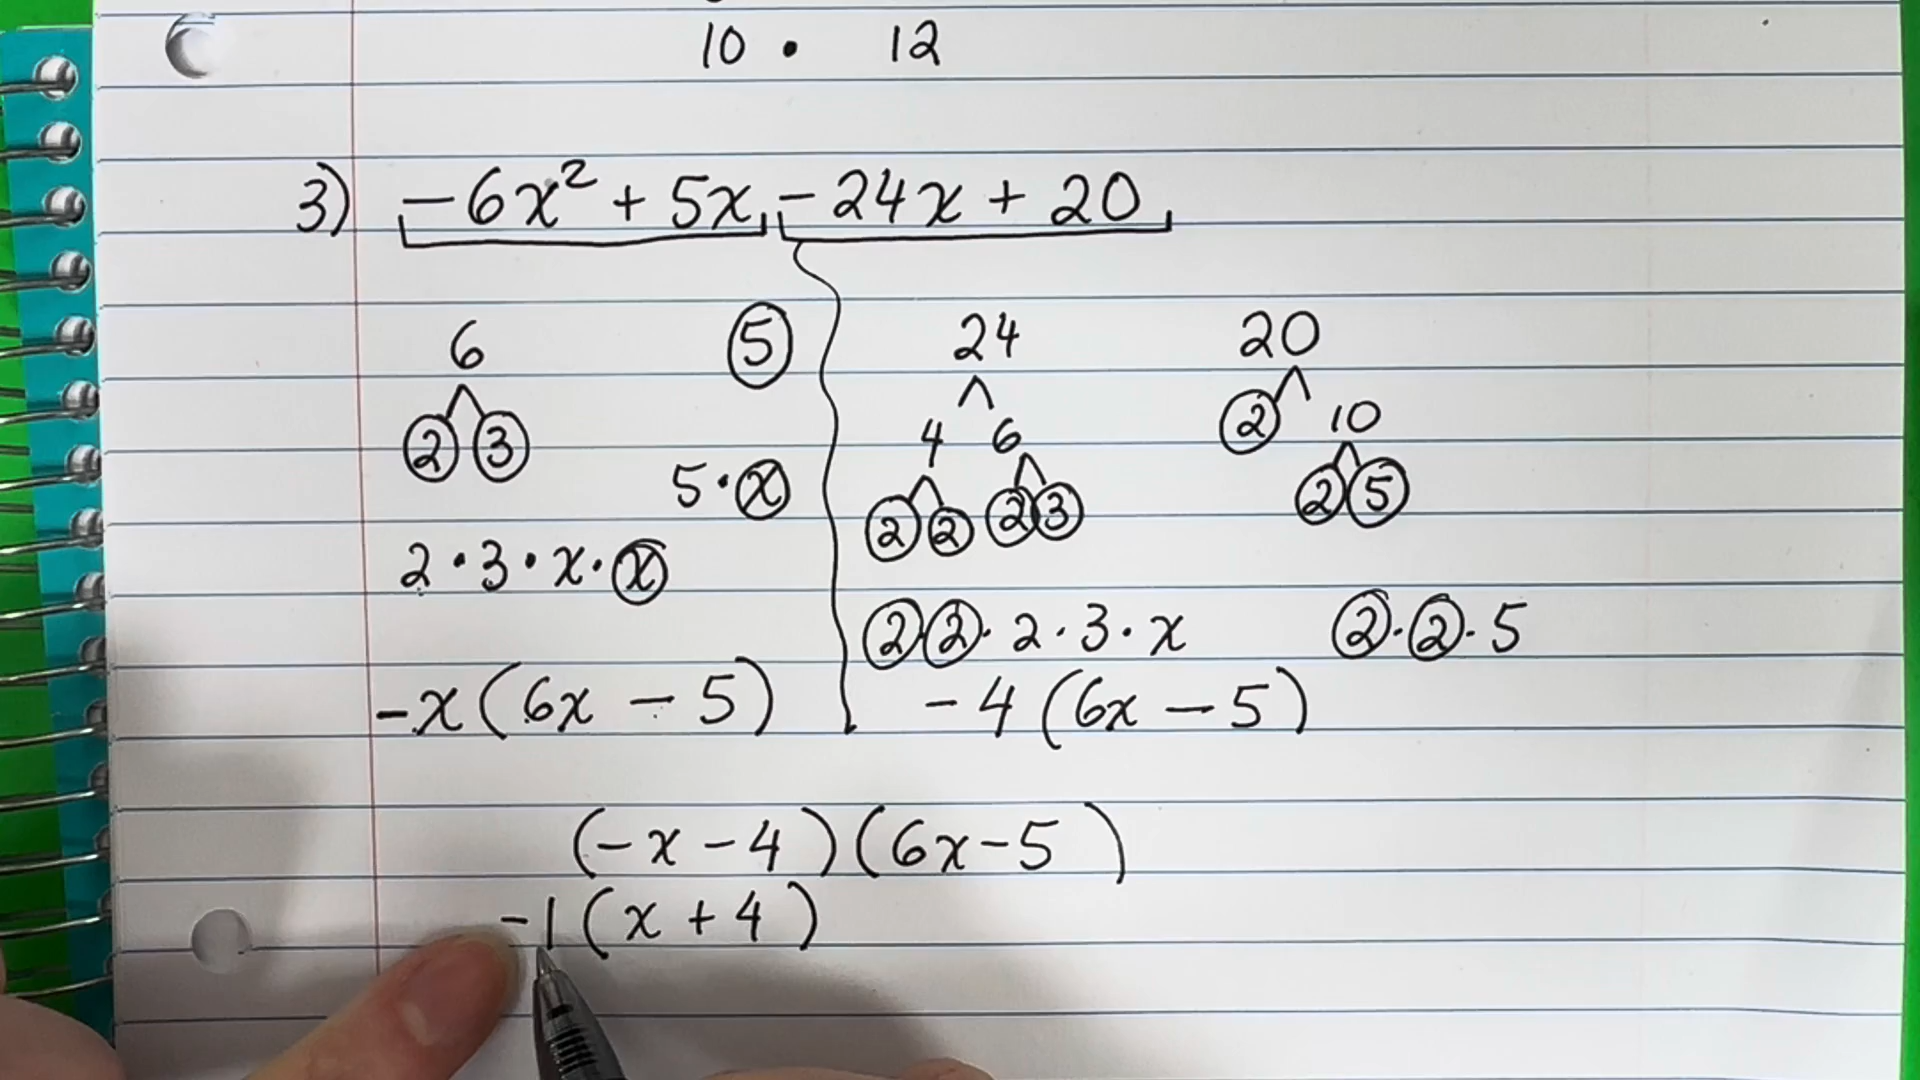 10 • 12
3) -6x² + 5x - 24x + 20
6 5 24 20
2 3 4 6 2 10
5 • x 2 2 2 3 2 5
2 • 3 • x • x
2 • 2 • 2 • 3 • x 2 • 2 • 5
-x(6x - 5) -4(6x - 5)
(-x - 4)(6x - 5)
-1(x + 4)